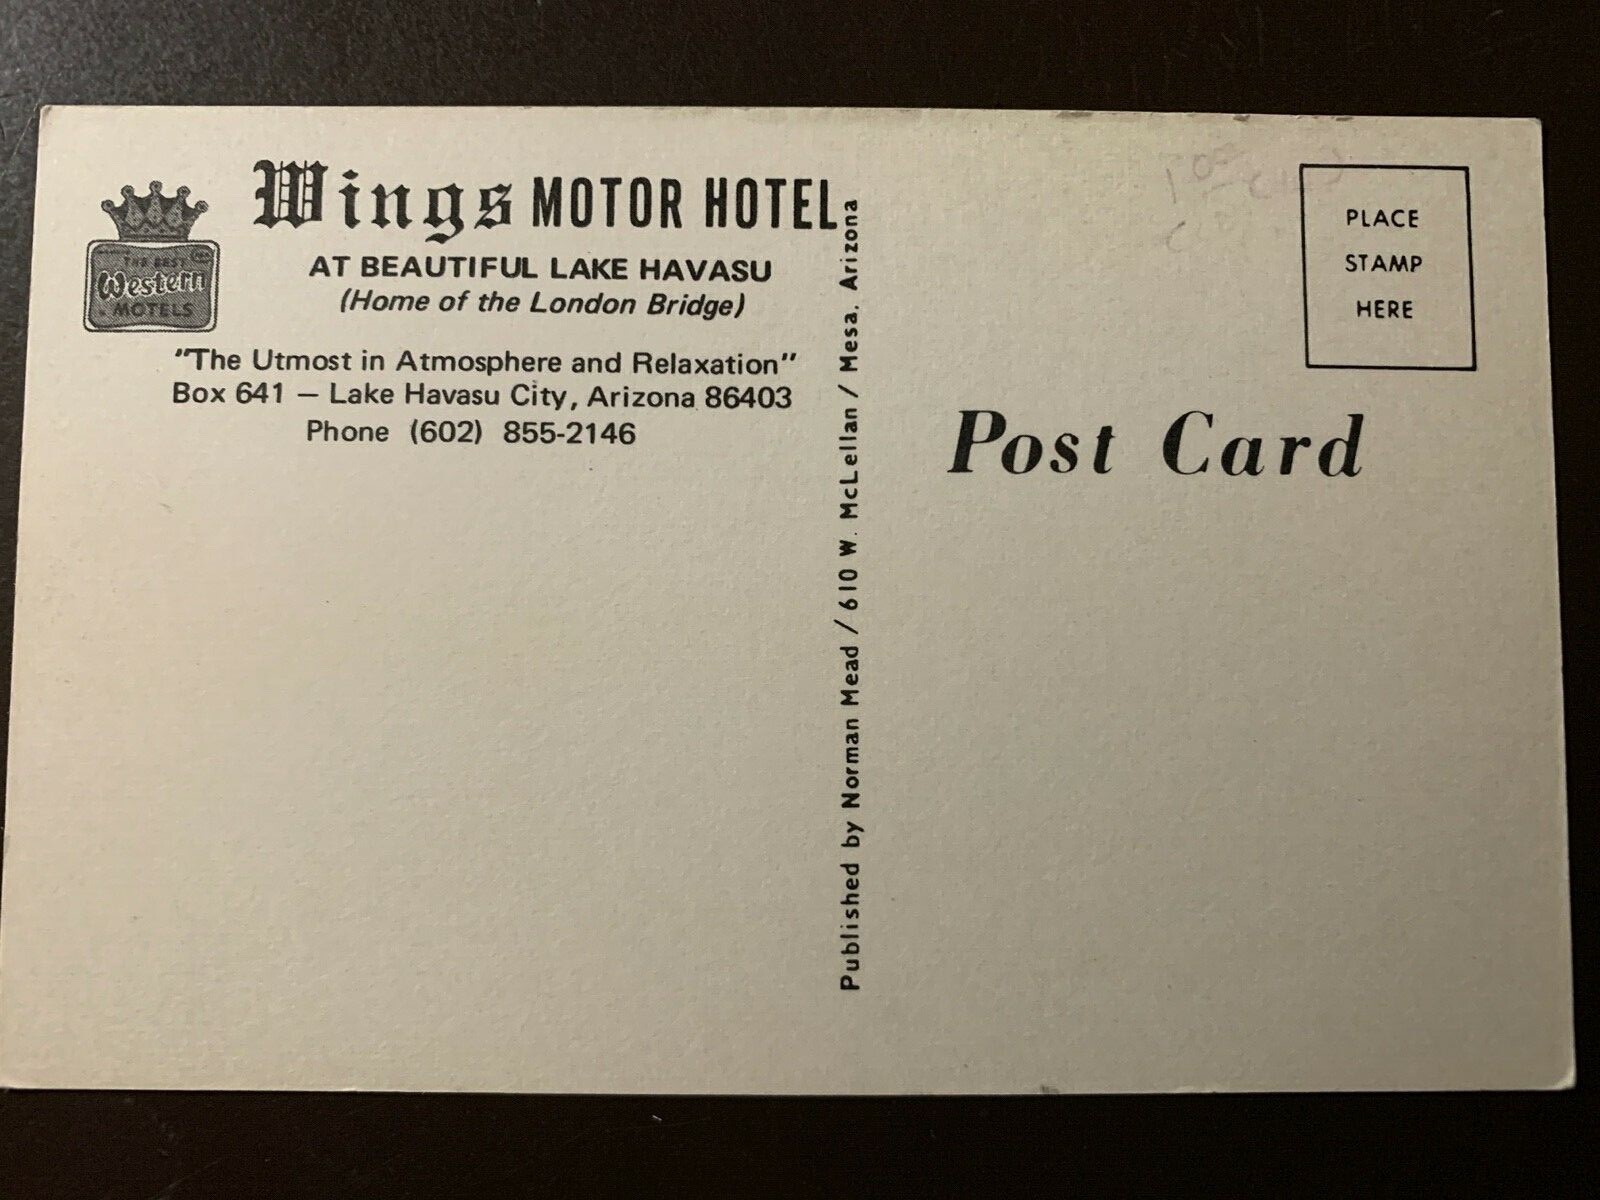 Wings MOTOR HOTEL
AT BEAUTIFUL LAKE HAVASU
(Home of the London Bridge)
THE BEST
Western
MOTELS
"The Utmost in Atmosphere and Relaxation"
Box 641 — Lake Havasu City, Arizona 86403
Phone (602) 855-2146
Published by Norman Mead / 610 W. McLellan / Mesa, Arizona
PLACE
STAMP
HERE
Post Card